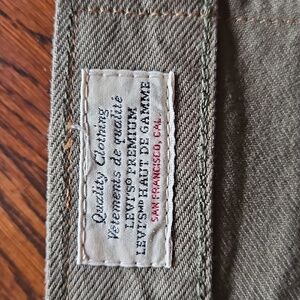 Quality Clothing
Vêtements de qualité
LEVI'S® PREMIUM
LEVI'S® HAUT DE GAMME
SAN FRANCISCO, CAL.